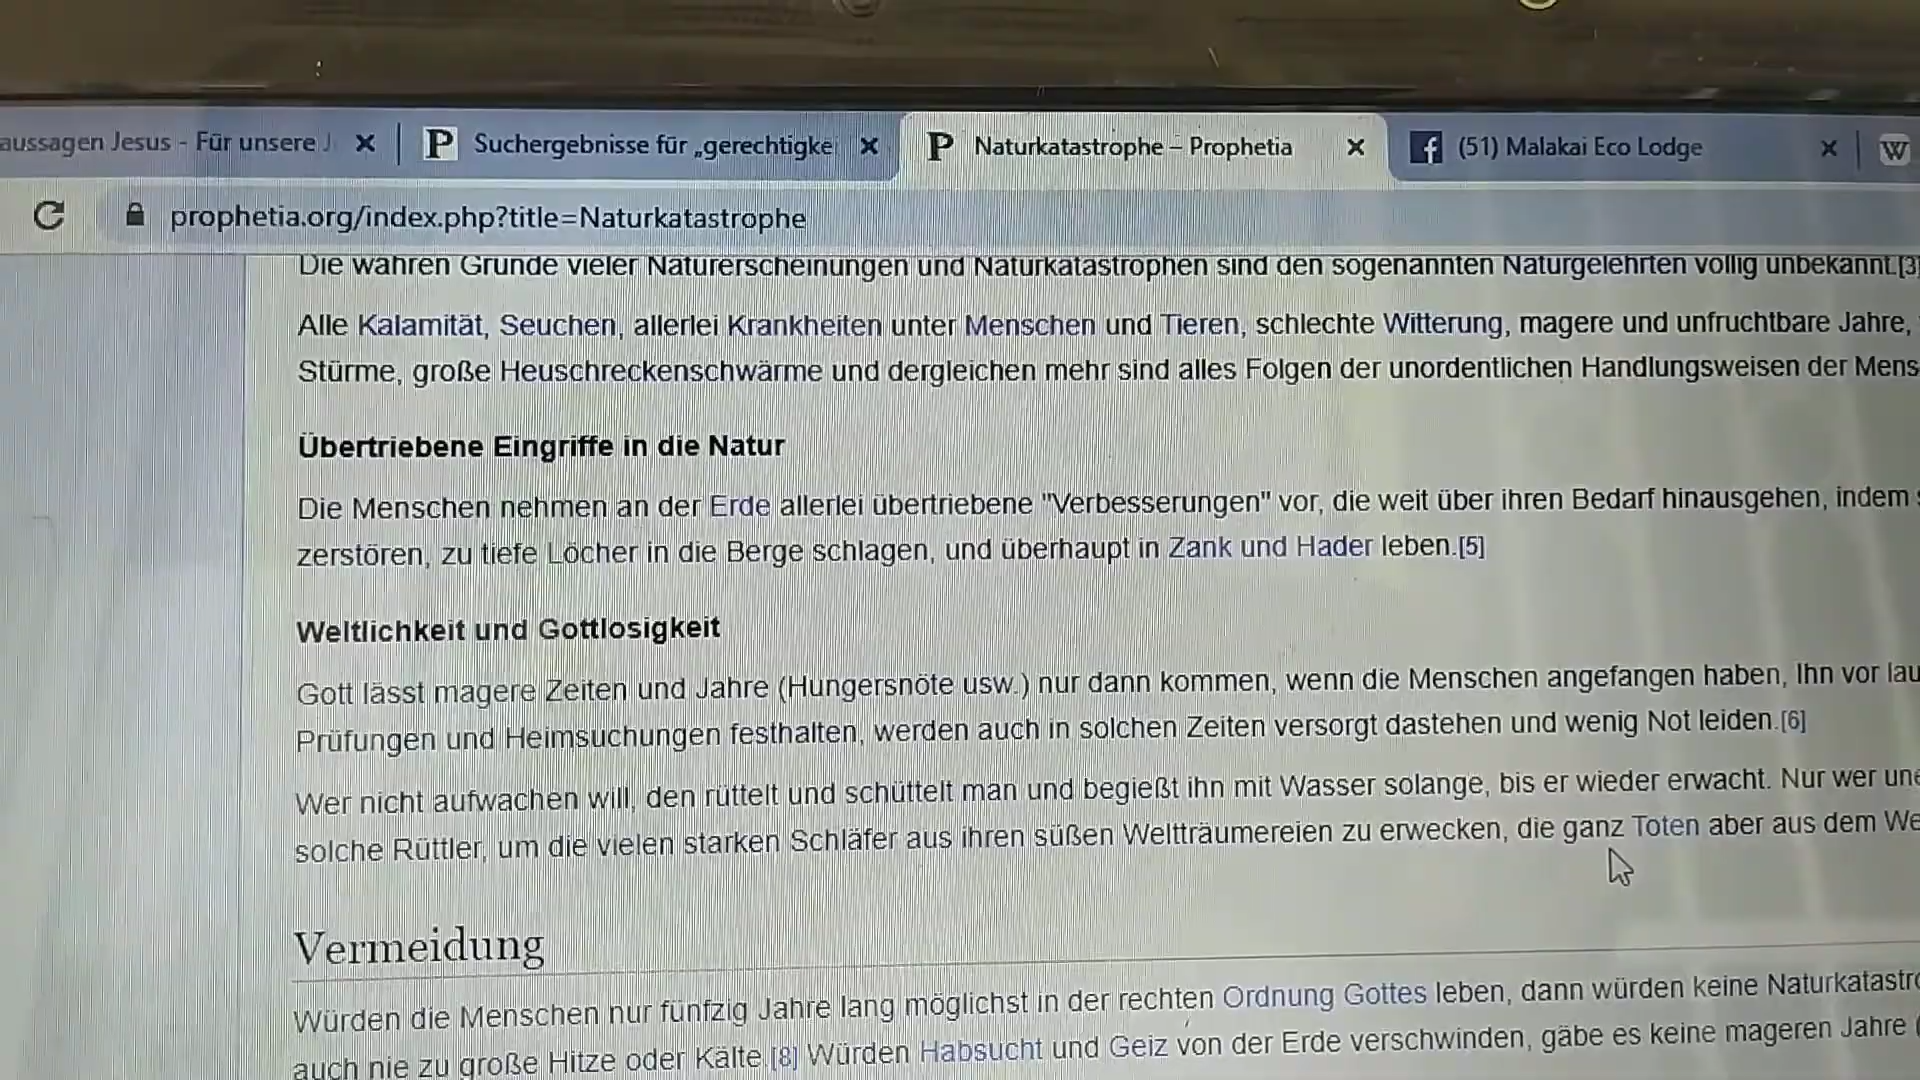 aussagen Jesus - Für unsere J
P Suchergebnisse für „gerechtigke
P Naturkatastrophe – Prophetia
f (51) Malakai Eco Lodge
W
prophetia.org/index.php?title=Naturkatastrophe
Die wahren Gründe vieler Naturerscheinungen und Naturkatastrophen sind den sogenannten Naturgelehrten völlig unbekannt.[3]
Alle Kalamität, Seuchen, allerlei Krankheiten unter Menschen und Tieren, schlechte Witterung, magere und unfruchtbare Jahre,
Stürme, große Heuschreckenschwärme und dergleichen mehr sind alles Folgen der unordentlichen Handlungsweisen der Mens
Übertriebene Eingriffe in die Natur
Die Menschen nehmen an der Erde allerlei übertriebene "Verbesserungen" vor, die weit über ihren Bedarf hinausgehen, indem s
zerstören, zu tiefe Löcher in die Berge schlagen, und überhaupt in Zank und Hader leben.[5]
Weltlichkeit und Gottlosigkeit
Gott lässt magere Zeiten und Jahre (Hungersnöte usw.) nur dann kommen, wenn die Menschen angefangen haben, Ihn vor lau
Prüfungen und Heimsuchungen festhalten, werden auch in solchen Zeiten versorgt dastehen und wenig Not leiden.[6]
Wer nicht aufwachen will, den rüttelt und schüttelt man und begießt ihn mit Wasser solange, bis er wieder erwacht. Nur wer une
solche Rüttler, um die vielen starken Schläfer aus ihren süßen Weltträumereien zu erwecken, die ganz Toten aber aus dem We
Vermeidung
Würden die Menschen nur fünfzig Jahre lang möglichst in der rechten Ordnung Gottes leben, dann würden keine Naturkatastro
auch nie zu große Hitze oder Kälte.[8] Würden Habsucht und Geiz von der Erde verschwinden, gäbe es keine mageren Jahre (